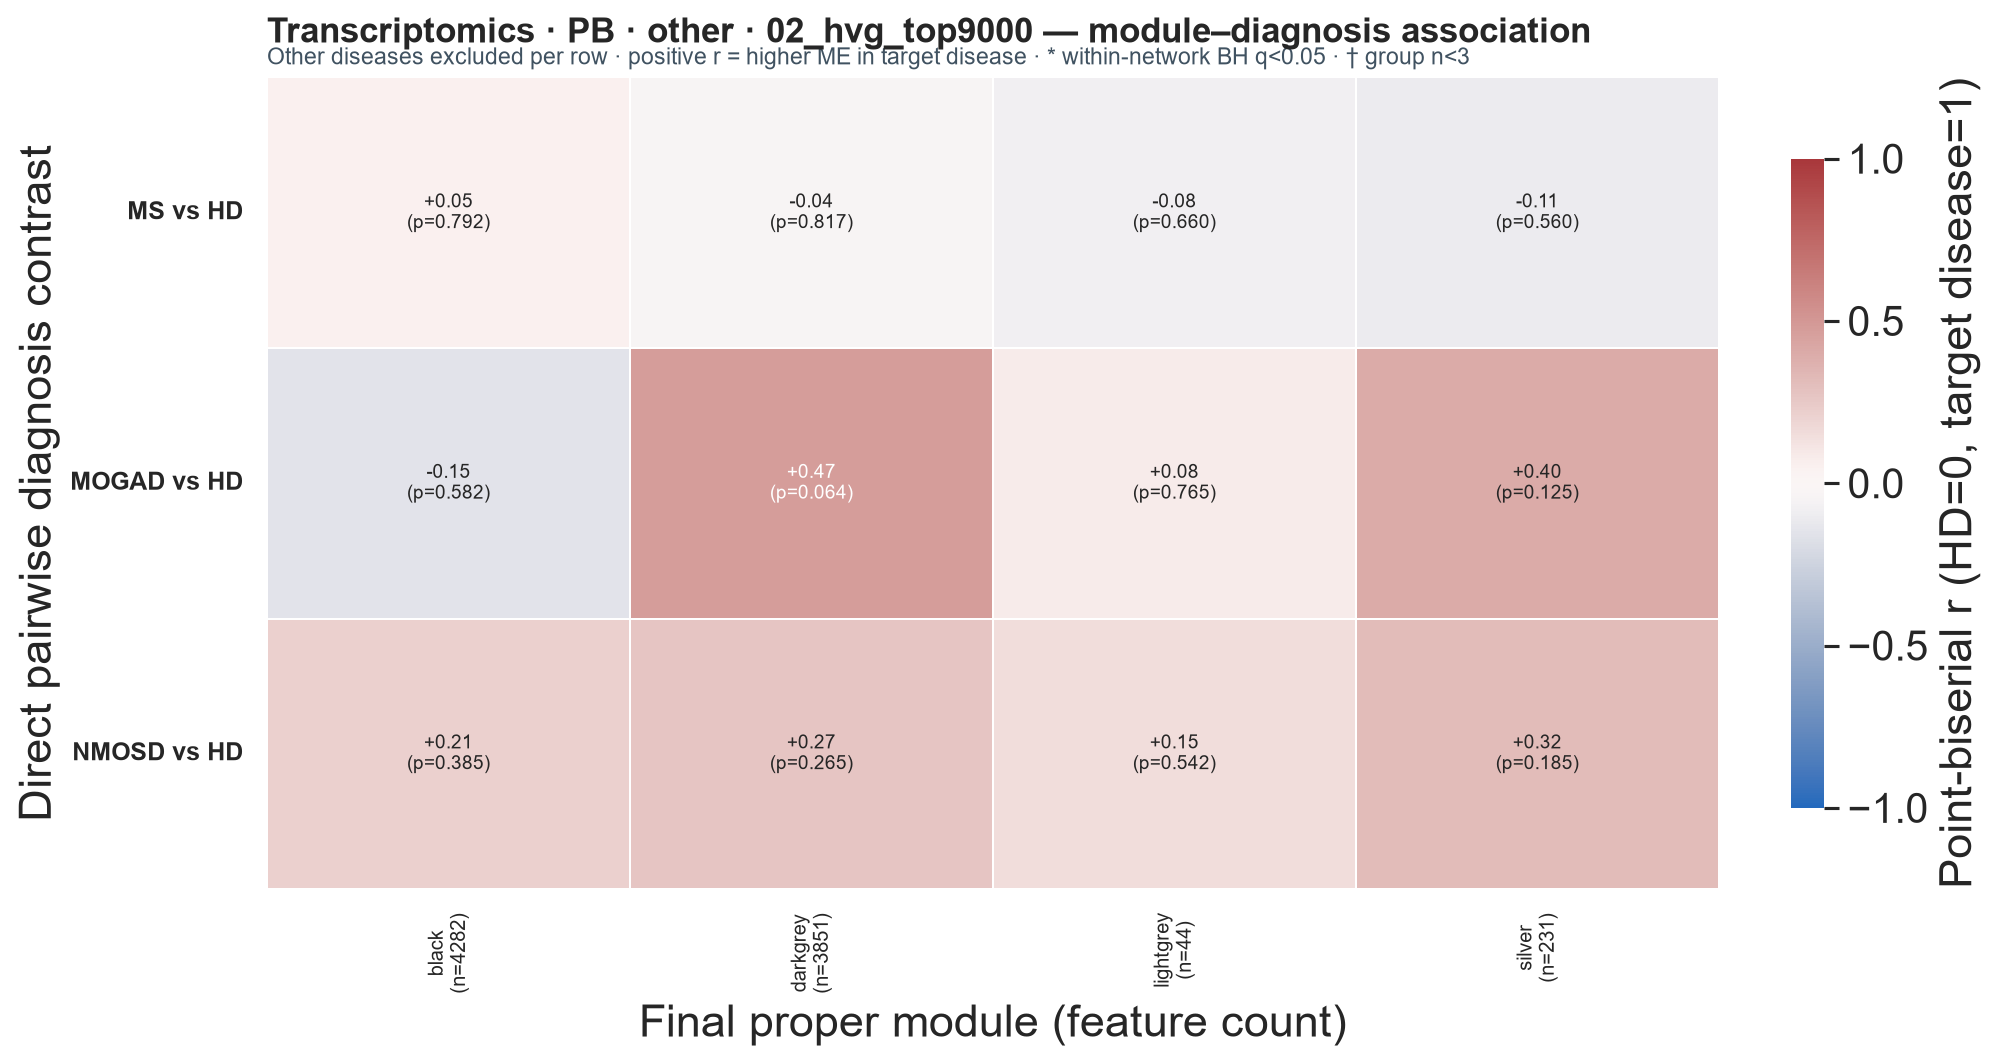 Transcriptomics · PB · other · 02_hvg_top9000 — module–diagnosis association
Other diseases excluded per row · positive r = higher ME in target disease · * within-network BH q<0.05 · † group n<3
Direct pairwise diagnosis contrast
MS vs HD
+0.05
(p=0.792)
-0.04
(p=0.817)
-0.08
(p=0.660)
-0.11
(p=0.560)
MOGAD vs HD
-0.15
(p=0.582)
+0.47
(p=0.064)
+0.08
(p=0.765)
+0.40
(p=0.125)
NMOSD vs HD
+0.21
(p=0.385)
+0.27
(p=0.265)
+0.15
(p=0.542)
+0.32
(p=0.185)
black
(n=4282)
darkgrey
(n=3851)
lightgrey
(n=44)
silver
(n=231)
Final proper module (feature count)
1.0
0.5
0.0
−0.5
−1.0
Point-biserial r (HD=0, target disease=1)